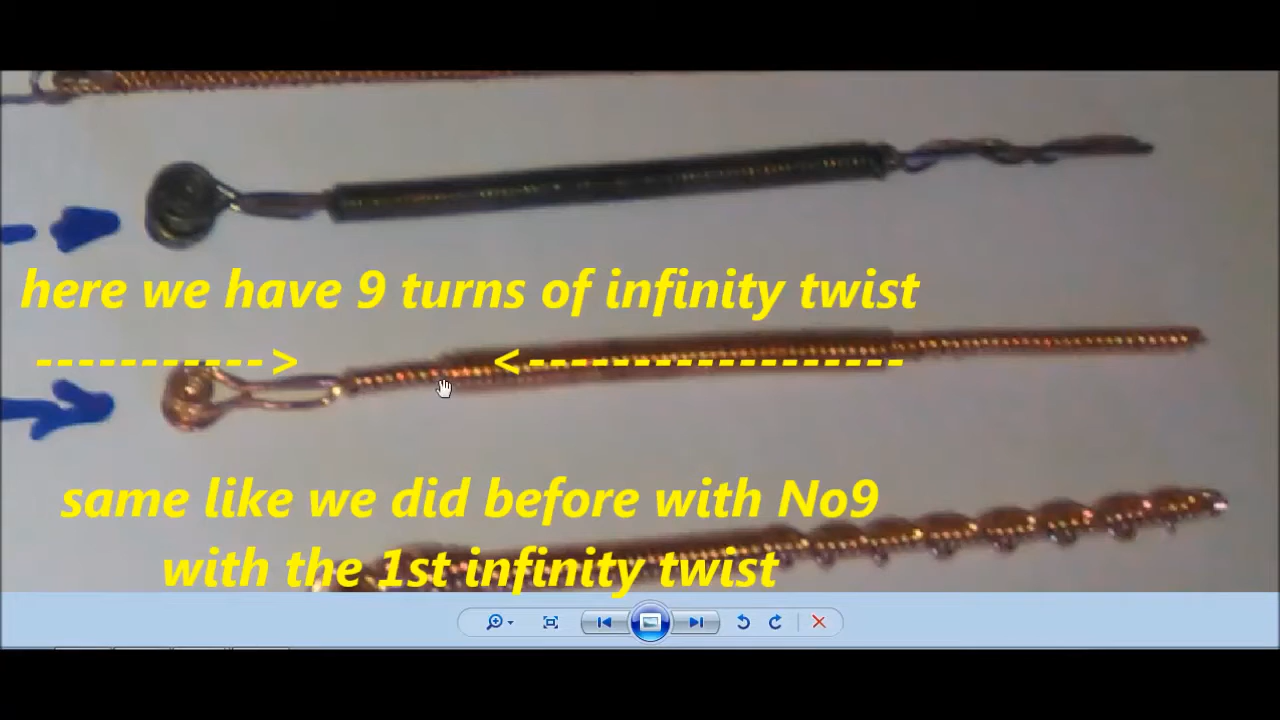 here we have 9 turns of infinity twist
-----------> <------------------
same like we did before with No9
with the 1st infinity twist